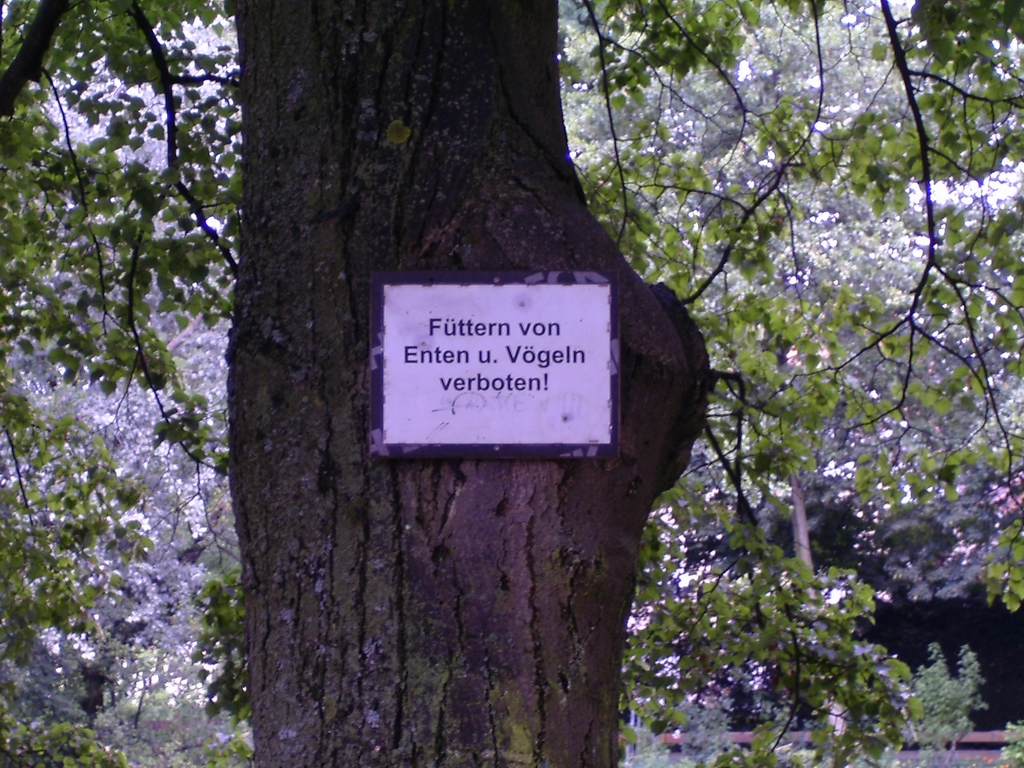 Füttern von
Enten u. Vögeln
verboten!